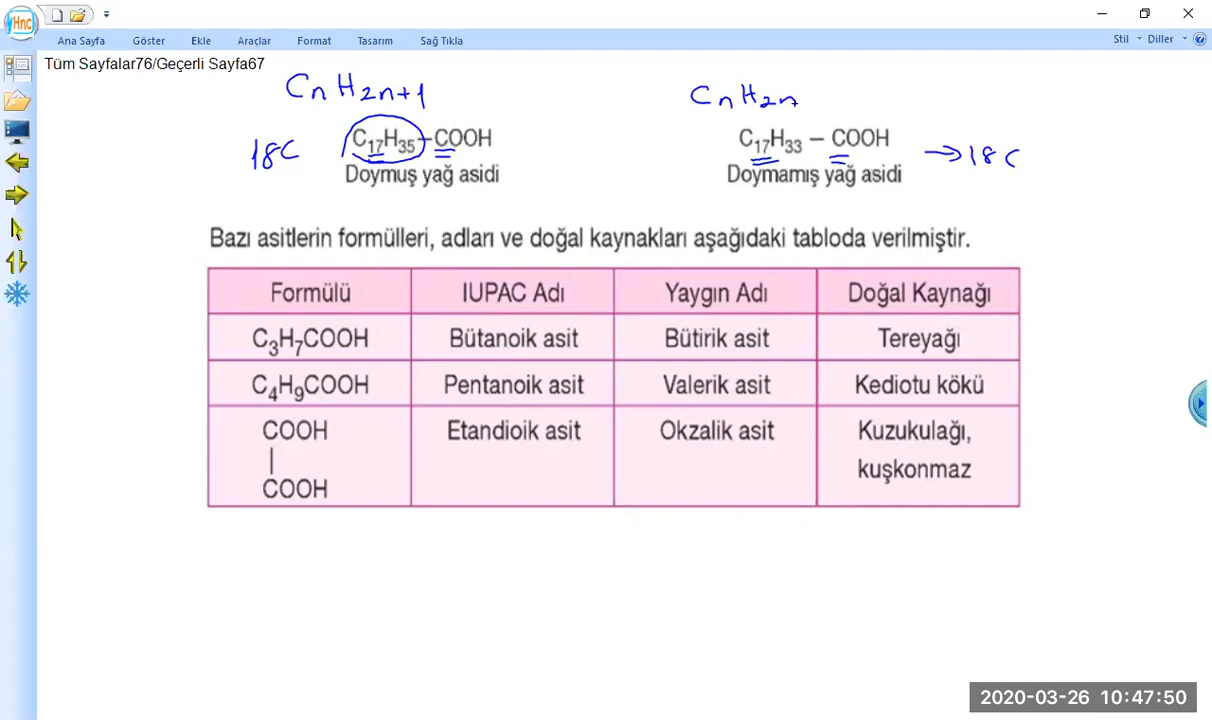 Hnc
Ana Sayfa Göster Ekle Araçlar Format Tasarım Sağ Tıkla Stil Diller
Tüm Sayfalar76/Geçerli Sayfa67
CnH2n+1 CnH2n+
18C C17H35-COOH C17H33 – COOH →18C
Doymuş yağ asidi Doymamış yağ asidi
Bazı asitlerin formülleri, adları ve doğal kaynakları aşağıdaki tabloda verilmiştir.
Formülü IUPAC Adı Yaygın Adı Doğal Kaynağı
C3H7COOH Bütanoik asit Bütirik asit Tereyağı
C4H9COOH Pentanoik asit Valerik asit Kediotu kökü
COOH Etandioik asit Okzalik asit Kuzukulağı,
| kuşkonmaz
COOH
2020-03-26 10:47:50